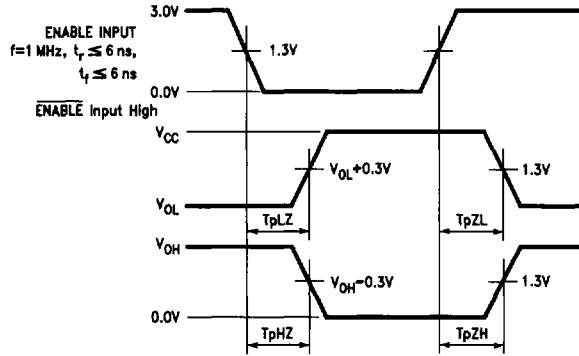 3.0V
ENABLE INPUT
f=1 MHz, tr ≤ 6 ns,
tf ≤ 6 ns
1.3V
0.0V
ENABLE Input High
VCC
VOL+0.3V
1.3V
VOL
TpLZ
TpZL
VOH
VOH−0.3V
1.3V
0.0V
TpHZ
TpZH